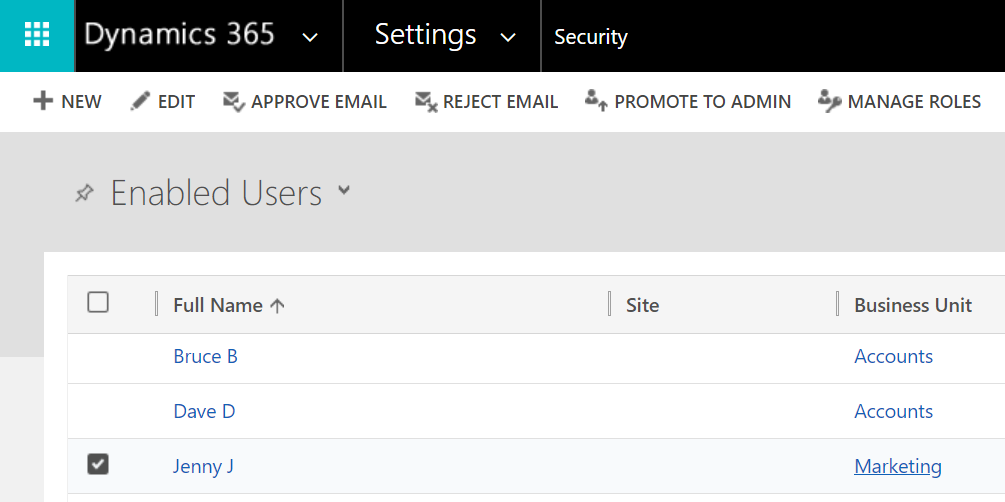 Dynamics 365 Settings Security
NEW EDIT APPROVE EMAIL REJECT EMAIL PROMOTE TO ADMIN MANAGE ROLES
Enabled Users
Full Name Site Business Unit
Bruce B Accounts
Dave D Accounts
Jenny J Marketing